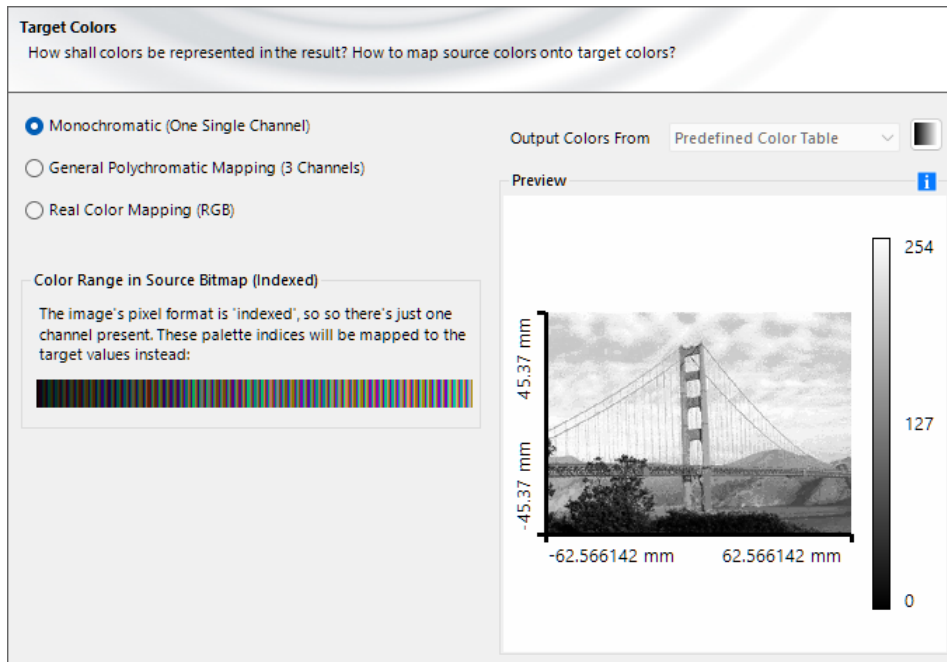 Target Colors
How shall colors be represented in the result? How to map source colors onto target colors?
Monochromatic (One Single Channel)
General Polychromatic Mapping (3 Channels)
Real Color Mapping (RGB)
Color Range in Source Bitmap (Indexed)
The image's pixel format is 'indexed', so so there's just one
channel present. These palette indices will be mapped to the
target values instead:
Output Colors From
Predefined Color Table
Preview
i
254
127
0
45.37 mm
-45.37 mm
-62.566142 mm
62.566142 mm